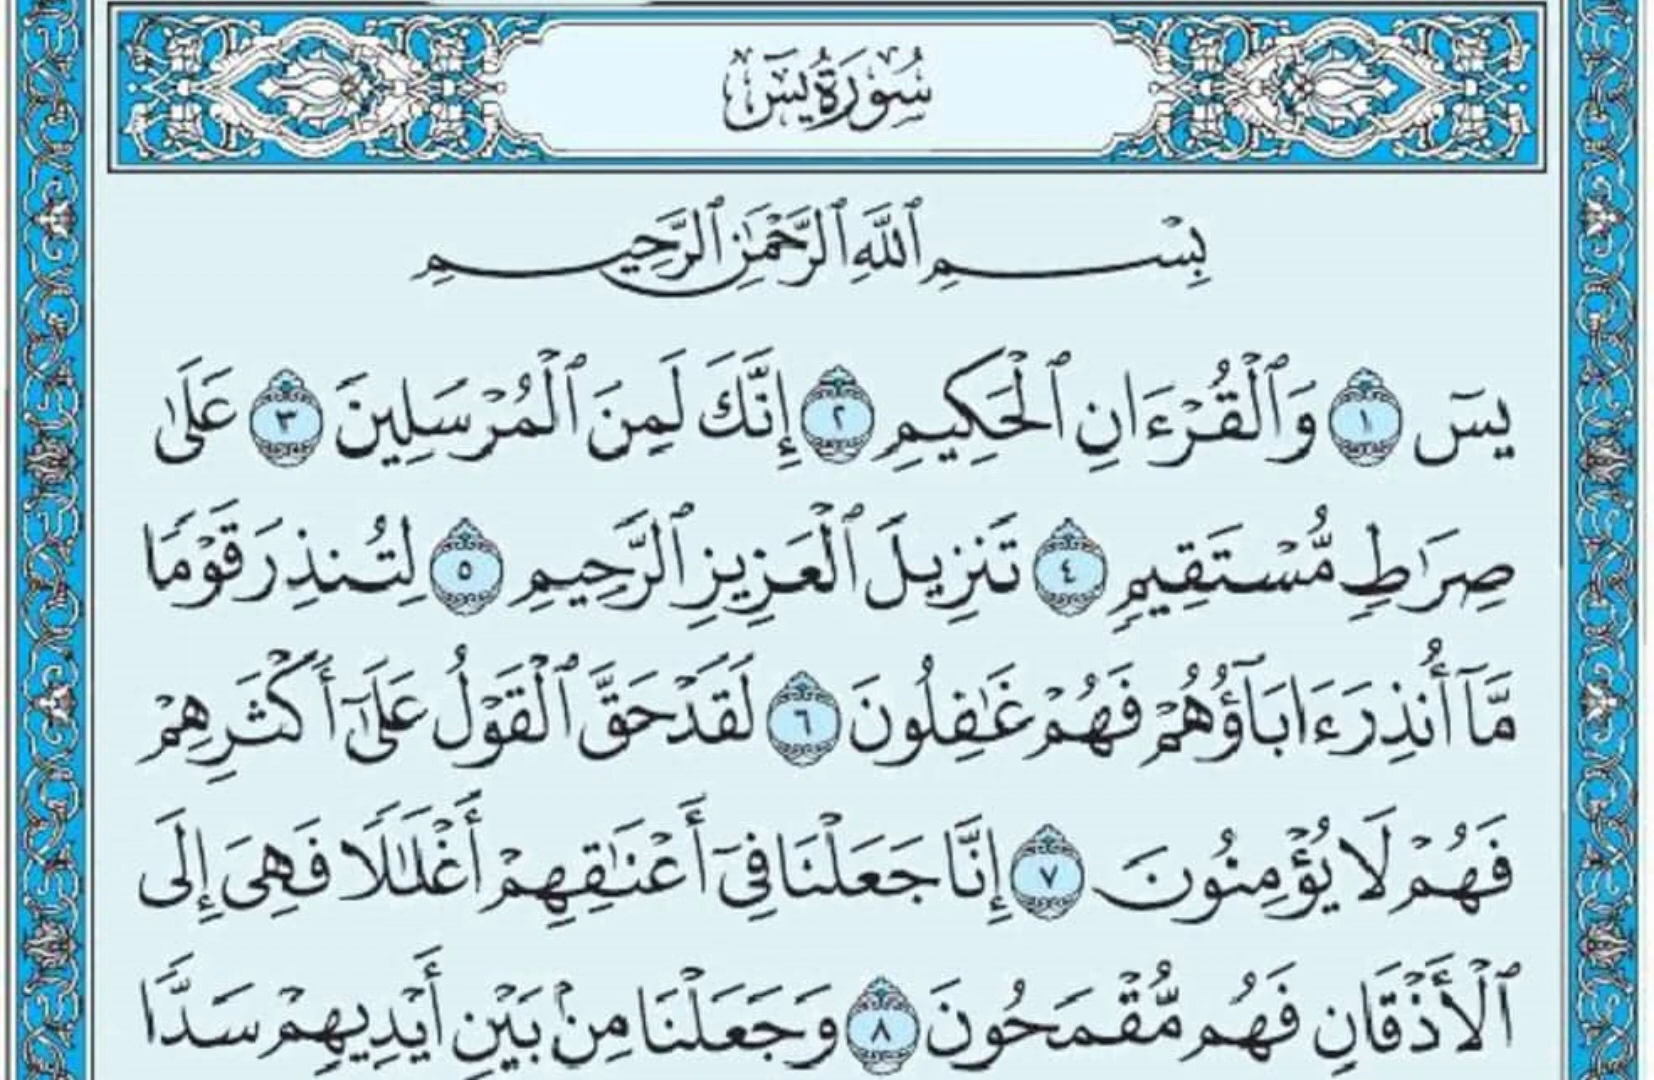 سُورَةُ يسٓ
بِسْمِ ٱللَّهِ ٱلرَّحْمَٰنِ ٱلرَّحِيمِ
يسٓ ١ وَٱلْقُرْءَانِ ٱلْحَكِيمِ ٢ إِنَّكَ لَمِنَ ٱلْمُرْسَلِينَ ٣ عَلَىٰ
صِرَٰطٍ مُّسْتَقِيمٍ ٤ تَنزِيلَ ٱلْعَزِيزِ ٱلرَّحِيمِ ٥ لِتُنذِرَ قَوْمًا
مَّآ أُنذِرَ ءَابَآؤُهُمْ فَهُمْ غَٰفِلُونَ ٦ لَقَدْ حَقَّ ٱلْقَوْلُ عَلَىٰٓ أَكْثَرِهِمْ
فَهُمْ لَا يُؤْمِنُونَ ٧ إِنَّا جَعَلْنَا فِىٓ أَعْنَٰقِهِمْ أَغْلَٰلًا فَهِىَ إِلَى
ٱلْأَذْقَانِ فَهُم مُّقْمَحُونَ ٨ وَجَعَلْنَا مِنۢ بَيْنِ أَيْدِيهِمْ سَدًّا